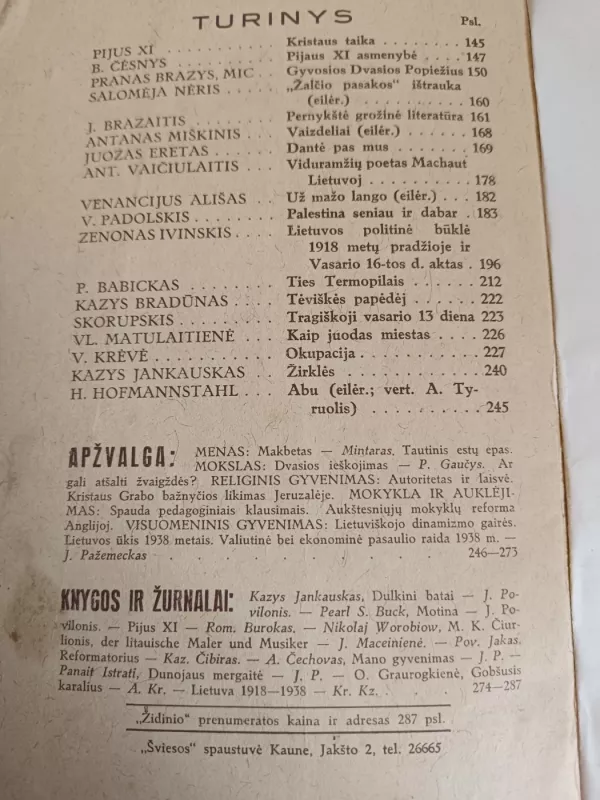 TURINYS Psl.
PIJUS XI . . . . . . . . . Kristaus taika . . . . . . . . 145
B. ČĖSNYS . . . . . . . . Pijaus XI asmenybė . . . . 147
PRANAS BRAZYS, MIC . . Gyvosios Dvasios Popiežius 150
SALOMĖJA NĖRIS . . . . . „Žalčio pasakos" ištrauka
(eilėr.) . . . . . . . . . . 160
J. BRAZAITIS . . . . . . . Pernykštė grožinė literatūra 161
ANTANAS MIŠKINIS . . . . Vaizdeliai (eilėr.) . . . . . 168
JUOZAS ERETAS . . . . . . Dantė pas mus . . . . . . . 169
ANT. VAIČIULAITIS . . . . Viduramžių poetas Machaut
Lietuvoj . . . . . . . . . 178
VENANCIJUS ALIŠAS . . . Už mažo lango (eilėr.) . . . 182
V. PADOLSKIS . . . . . . . Palestina seniau ir dabar . 183
ZENONAS IVINSKIS . . . . Lietuvos politinė būklė
1918 metų pradžioje ir
Vasario 16-tos d. aktas . 196
P. BABICKAS . . . . . . . . Ties Termopilais . . . . . . 212
KAZYS BRADŪNAS . . . . Tėviškės papėdėj . . . . . . 222
SKORUPSKIS . . . . . . . . Tragiškoji vasario 13 diena 223
VL. MATULAITIENĖ . . . . Kaip juodas miestas . . . . 226
V. KRĖVĖ . . . . . . . . . Okupacija . . . . . . . . . 227
KAZYS JANKAUSKAS . . Žirklės . . . . . . . . . . 240
H. HOFMANNSTAHL . . . Abu (eilėr.; vert. A. Ty-
ruolis) . . . . . . . . . . 245
APŽVALGA: MENAS: Makbetas — Mintaras. Tautinis estų epas.
MOKSLAS: Dvasios ieškojimas — P. Gaučys. Ar
gali atšalti žvaigždės? RELIGINIS GYVENIMAS: Autoritetas ir laisvė.
Kristaus Grabo bažnyčios likimas Jeruzalėje. MOKYKLA IR AUKLĖJI-
MAS: Spauda pedagoginiais klausimais. Aukštesniųjų mokyklų reforma
Anglijoj. VISUOMENINIS GYVENIMAS: Lietuviškojo dinamizmo gairės.
Lietuvos ūkis 1938 metais. Valiutinė bei ekonominė pasaulio raida 1938 m. —
J. Pažemeckas . . . . . . . . . 246—273
KNYGOS IR ŽURNALAI: Kazys Jankauskas, Dulkini batai — J. Po-
vilonis. — Pearl S. Buck, Motina — J. Po-
vilonis. — Pijus XI — Rom. Burokas. — Nikolaj Worobiow, M. K. Čiur-
lionis, der litauische Maler und Musiker — J. Maceinienė. — Pov. Jakas,
Reformatorius — Kaz. Čibiras. — A. Čechovas, Mano gyvenimas — J. P. —
Panait Istrati, Dunojaus mergaitė — J. P. — O. Graurogkienė, Gobšusis
karalius — A. Kr. — Lietuva 1918—1938 — Kr. Kz. . 274—287
„Židinio" prenumeratos kaina ir adresas 287 psl.
„Šviesos" spaustuvė Kaune, Jakšto 2, tel. 26665